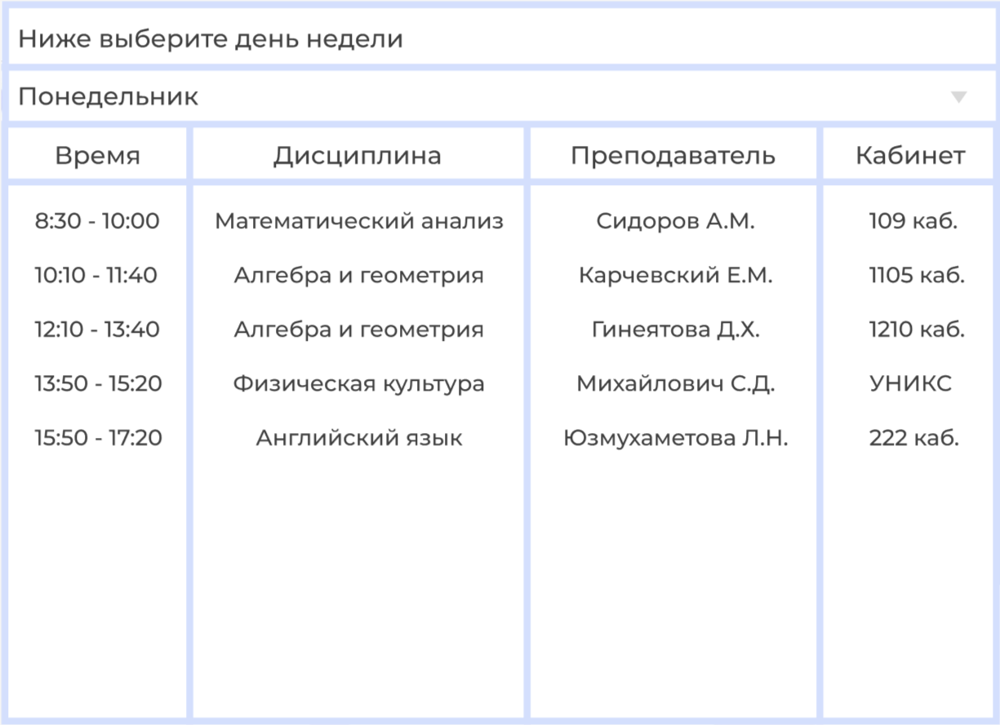 Ниже выберите день недели
Понедельник
Время Дисциплина Преподаватель Кабинет
8:30 - 10:00 Математический анализ Сидоров А.М. 109 каб.
10:10 - 11:40 Алгебра и геометрия Карчевский Е.М. 1105 каб.
12:10 - 13:40 Алгебра и геометрия Гинеятова Д.Х. 1210 каб.
13:50 - 15:20 Физическая культура Михайлович С.Д. УНИКС
15:50 - 17:20 Английский язык Юзмухаметова Л.Н. 222 каб.